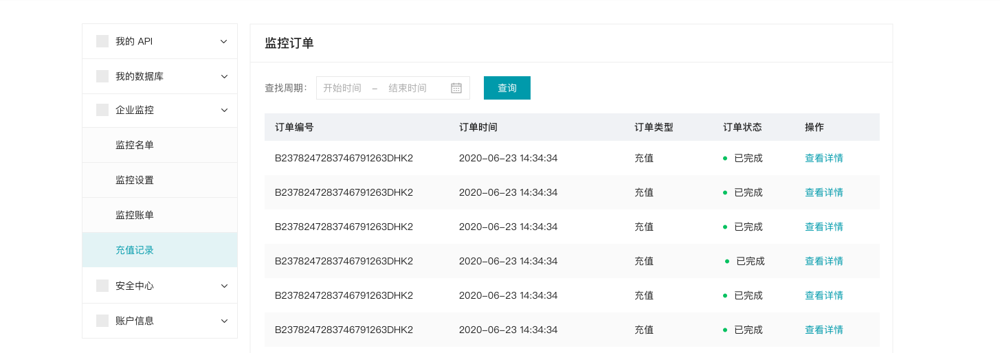 我的 API
我的数据库
企业监控
监控名单
监控设置
监控账单
充值记录
安全中心
账户信息
监控订单
查找周期: 开始时间 – 结束时间 查询
订单编号 订单时间 订单类型 订单状态 操作
B2378247283746791263DHK2 2020-06-23 14:34:34 充值 已完成 查看详情
B2378247283746791263DHK2 2020-06-23 14:34:34 充值 已完成 查看详情
B2378247283746791263DHK2 2020-06-23 14:34:34 充值 已完成 查看详情
B2378247283746791263DHK2 2020-06-23 14:34:34 充值 已完成 查看详情
B2378247283746791263DHK2 2020-06-23 14:34:34 充值 已完成 查看详情
B2378247283746791263DHK2 2020-06-23 14:34:34 充值 已完成 查看详情